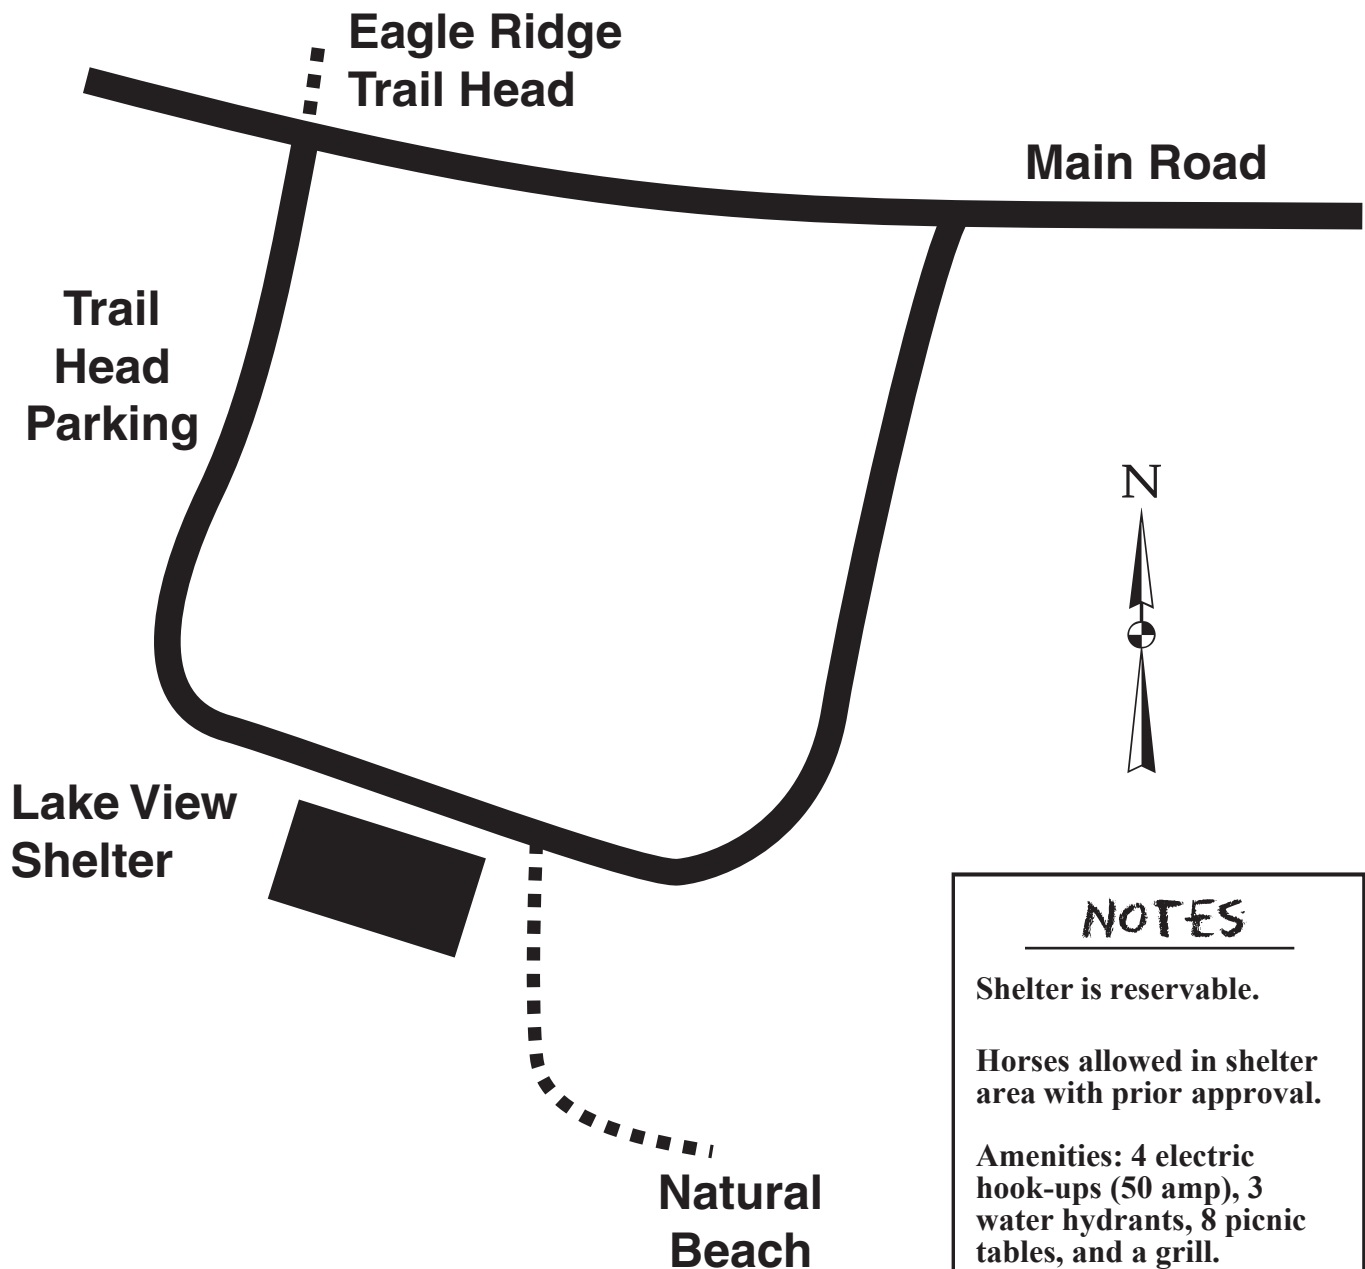 Eagle Ridge
Trail Head
Main Road
Trail
Head
Parking
N
Lake View
Shelter
NOTES
Shelter is reservable.
Horses allowed in shelter
area with prior approval.
Amenities: 4 electric
hook-ups (50 amp), 3
water hydrants, 8 picnic
tables, and a grill.
Natural
Beach